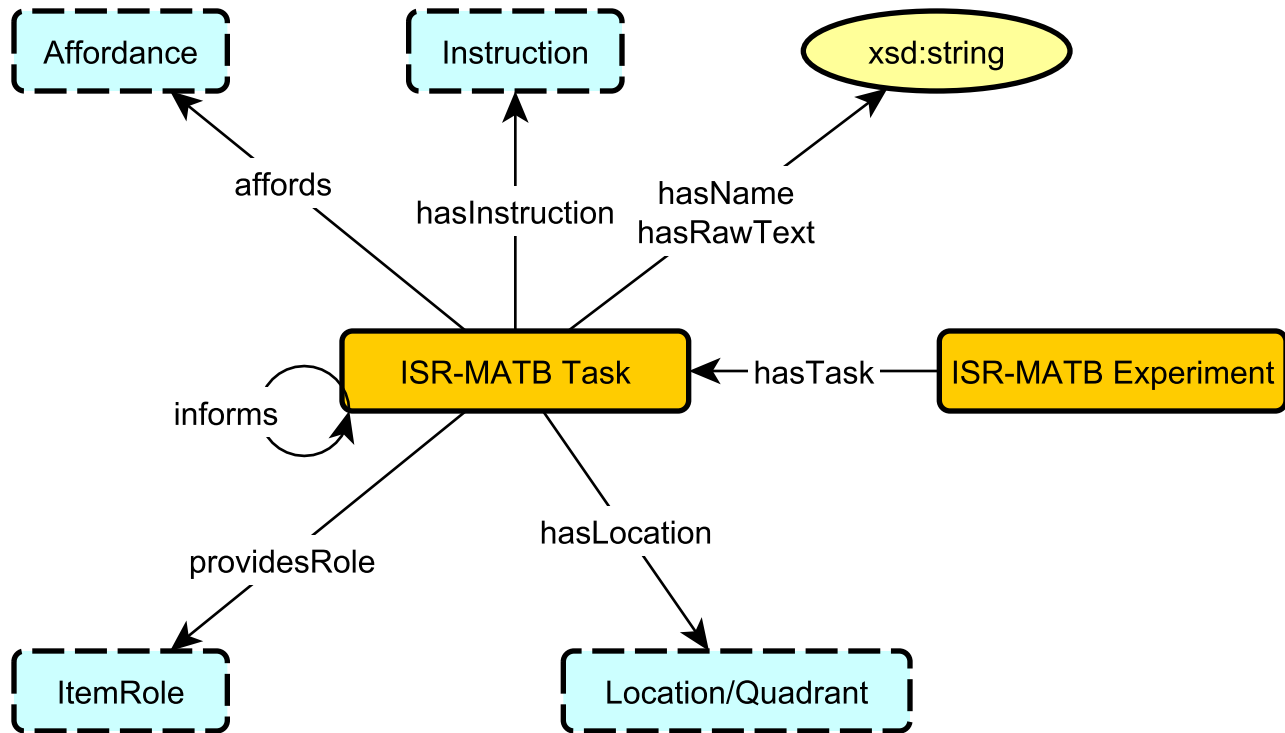 Affordance
Instruction
xsd:string
affords
hasInstruction
hasName
hasRawText
ISR-MATB Task
hasTask
ISR-MATB Experiment
informs
providesRole
hasLocation
ItemRole
Location/Quadrant